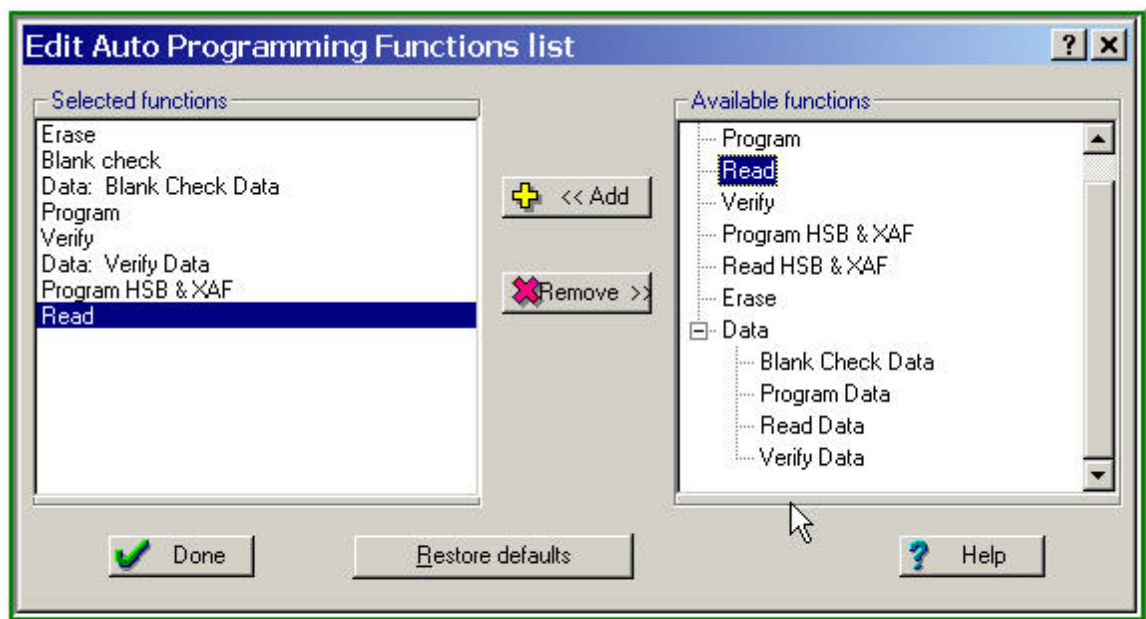 Edit Auto Programming Functions list
Selected functions
Erase
Blank check
Data: Blank Check Data
Program
Verify
Data: Verify Data
Program HSB & XAF
Read
<< Add
Remove >>
Available functions
Program
Read
Verify
Program HSB & XAF
Read HSB & XAF
Erase
Data
Blank Check Data
Program Data
Read Data
Verify Data
Done
Restore defaults
Help